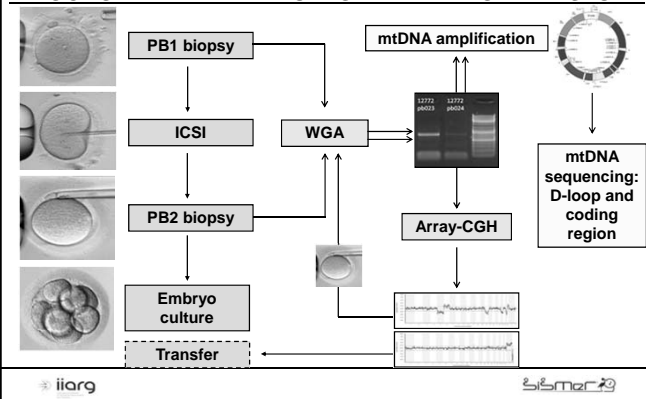 PB1 biopsy
mtDNA amplification
12772 12772
pb023 pb024
ICSI
WGA
mtDNA
sequencing:
D-loop and
coding
region
PB2 biopsy
Array-CGH
Embryo
culture
Transfer
iiarg
SiSmer